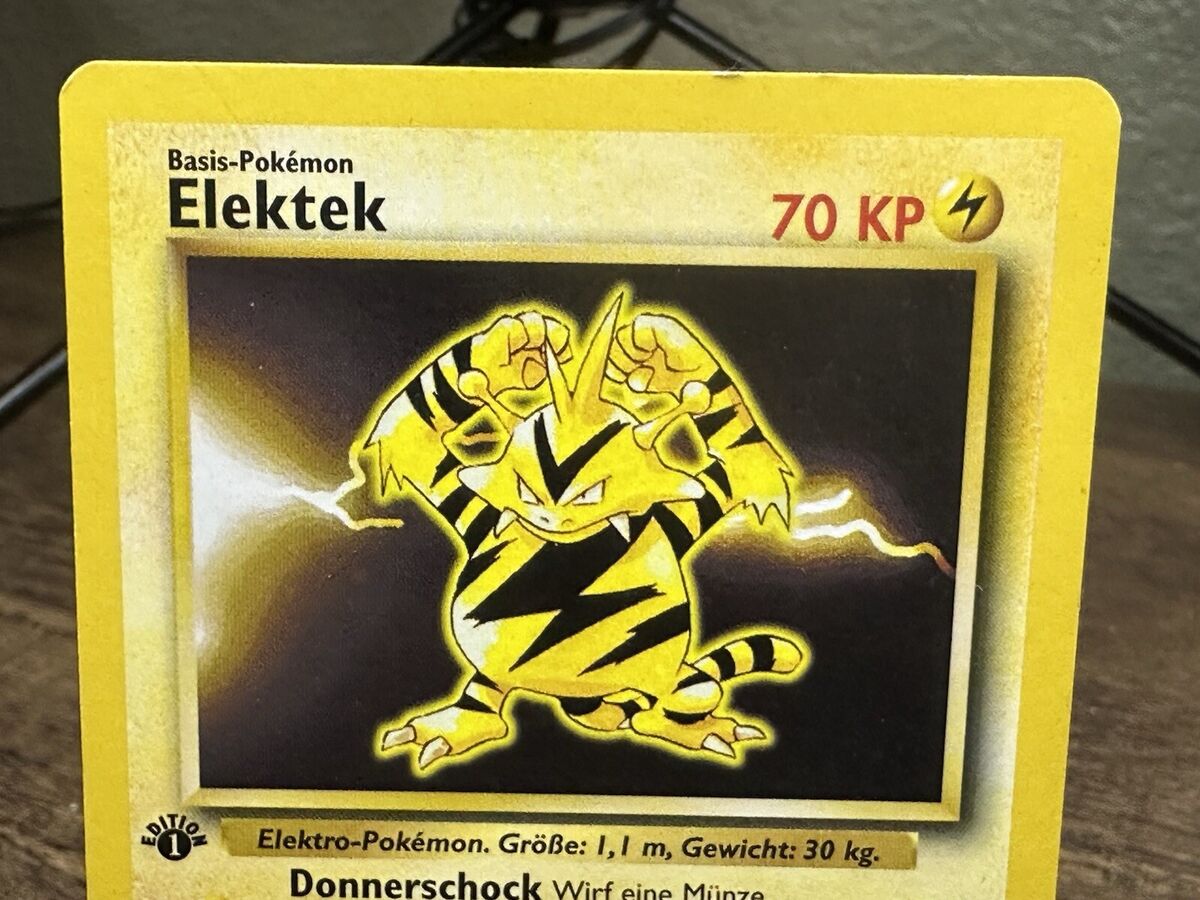 Basis-Pokémon
Elektek
70 KP
EDITION
1
Elektro-Pokémon. Größe: 1,1 m, Gewicht: 30 kg.
Donnerschock Wirf eine Münze